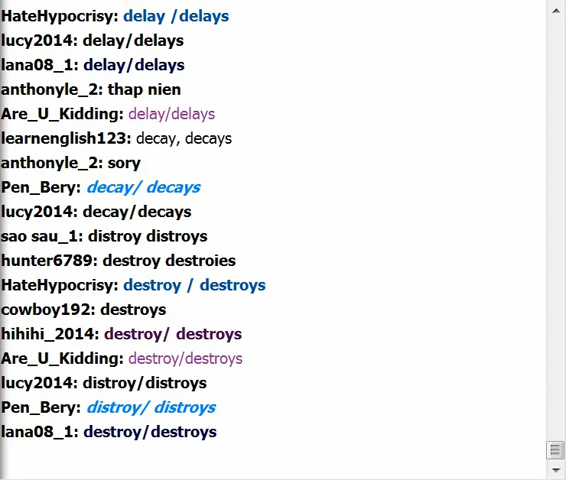 HateHypocrisy: delay /delays
lucy2014: delay/delays
lana08_1: delay/delays
anthonyle_2: thap nien
Are_U_Kidding: delay/delays
learnenglish123: decay, decays
anthonyle_2: sory
Pen_Bery: decay/ decays
lucy2014: decay/decays
sao sau_1: distroy distroys
hunter6789: destroy destroies
HateHypocrisy: destroy / destroys
cowboy192: destroys
hihihi_2014: destroy/ destroys
Are_U_Kidding: destroy/destroys
lucy2014: distroy/distroys
Pen_Bery: distroy/ distroys
lana08_1: destroy/destroys